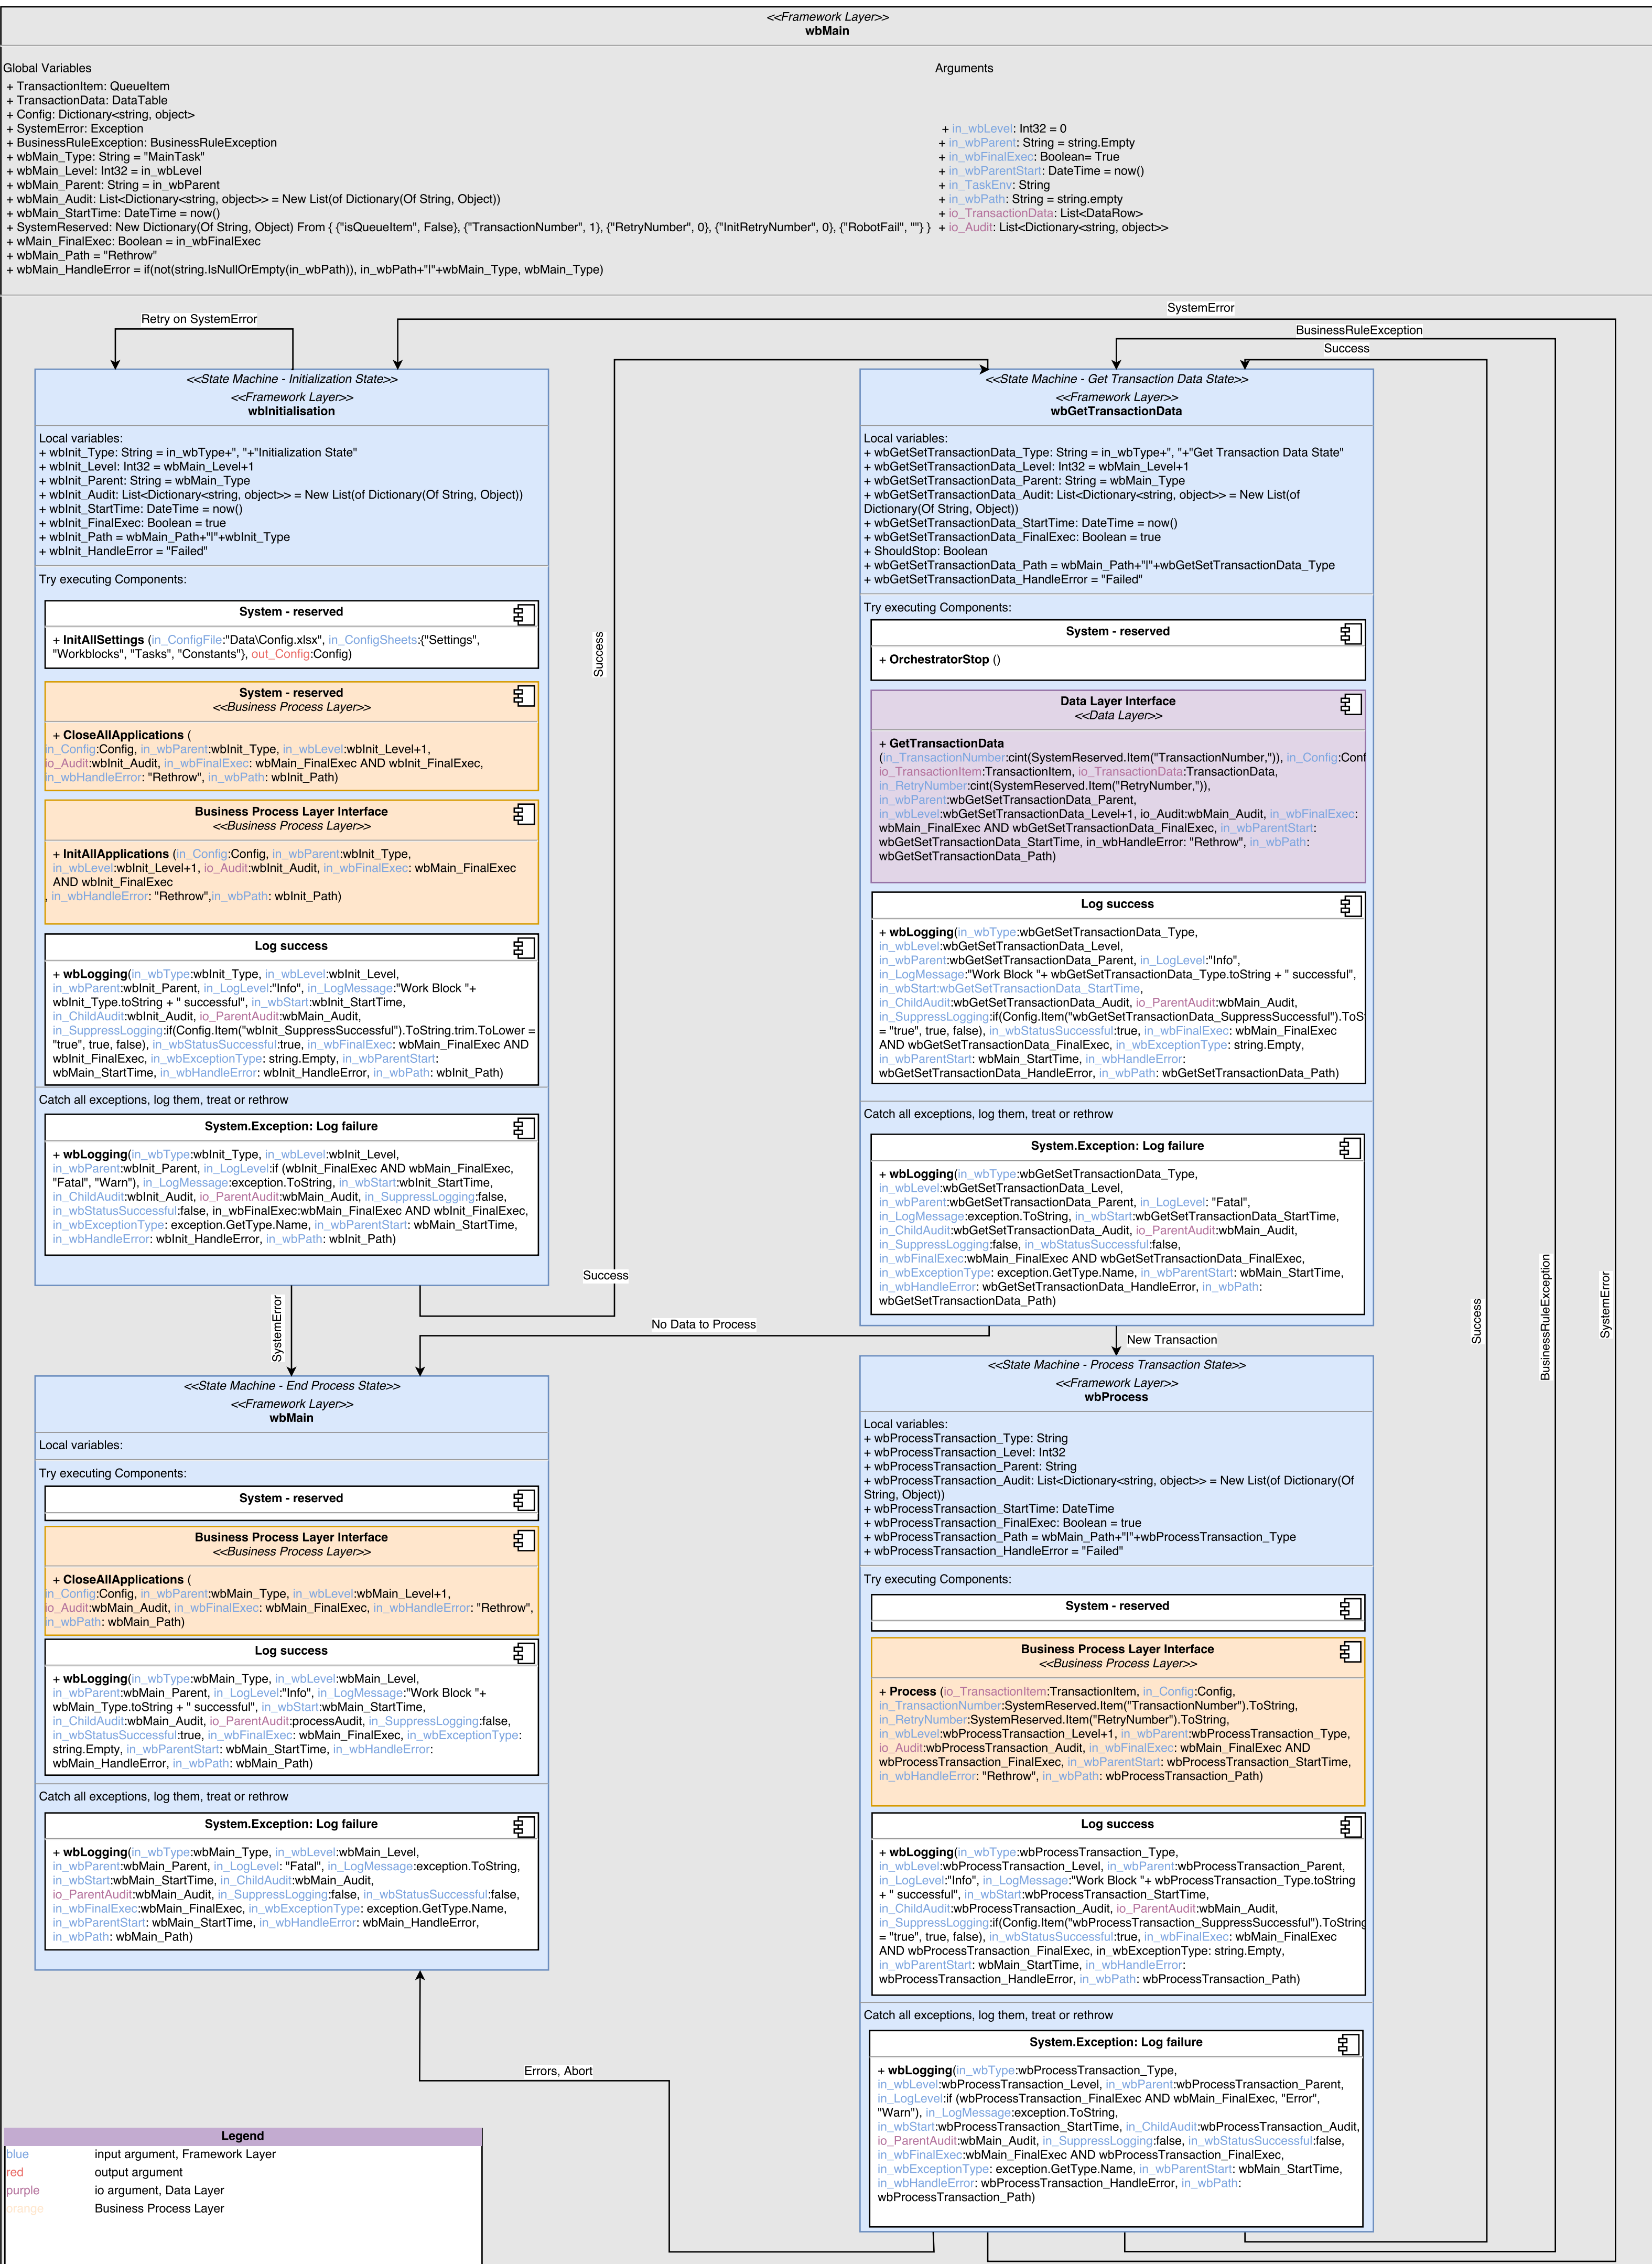 <<Framework Layer>>
wbMain
Global Variables
+ TransactionItem: QueueItem
+ TransactionData: DataTable
+ Config: Dictionary<string, object>
+ SystemError: Exception
+ BusinessRuleException: BusinessRuleException
+ wbMain_Type: String = "MainTask"
+ wbMain_Level: Int32 = in_wbLevel
+ wbMain_Parent: String = in_wbParent
+ wbMain_Audit: List<Dictionary<string, object>> = New List(of Dictionary(Of String, Object))
+ wbMain_StartTime: DateTime = now()
+ SystemReserved: New Dictionary(Of String, Object) From { {"isQueueItem", False}, {"TransactionNumber", 1}, {"RetryNumber", 0}, {"InitRetryNumber", 0}, {"RobotFail", ""} }
+ wMain_FinalExec: Boolean = in_wbFinalExec
+ wbMain_Path = "Rethrow"
+ wbMain_HandleError = if(not(string.IsNullOrEmpty(in_wbPath)), in_wbPath+"|"+wbMain_Type, wbMain_Type)
Arguments
+ in_wbLevel: Int32 = 0
+ in_wbParent: String = string.Empty
+ in_wbFinalExec: Boolean= True
+ in_wbParentStart: DateTime = now()
+ in_TaskEnv: String
+ in_wbPath: String = string.empty
+ io_TransactionData: List<DataRow>
+ io_Audit: List<Dictionary<string, object>>
SystemError
Retry on SystemError
BusinessRuleException
Success
<<State Machine - Initialization State>>
<<Framework Layer>>
wbInitialisation
Local variables:
+ wbInit_Type: String = in_wbType+", "+"Initialization State"
+ wbInit_Level: Int32 = wbMain_Level+1
+ wbInit_Parent: String = wbMain_Type
+ wbInit_Audit: List<Dictionary<string, object>> = New List(of Dictionary(Of String, Object))
+ wbInit_StartTime: DateTime = now()
+ wbInit_FinalExec: Boolean = true
+ wbInit_Path = wbMain_Path+"|"+wbInit_Type
+ wbInit_HandleError = "Failed"
Try executing Components:
System - reserved
+ InitAllSettings (in_ConfigFile:"Data\Config.xlsx", in_ConfigSheets:{"Settings",
"Workblocks", "Tasks", "Constants"}, out_Config:Config)
System - reserved
<<Business Process Layer>>
+ CloseAllApplications (
in_Config:Config, in_wbParent:wbInit_Type, in_wbLevel:wbInit_Level+1,
io_Audit:wbInit_Audit, in_wbFinalExec: wbMain_FinalExec AND wbInit_FinalExec,
in_wbHandleError: "Rethrow", in_wbPath: wbInit_Path)
Business Process Layer Interface
<<Business Process Layer>>
+ InitAllApplications (in_Config:Config, in_wbParent:wbInit_Type,
in_wbLevel:wbInit_Level+1, io_Audit:wbInit_Audit, in_wbFinalExec: wbMain_FinalExec
AND wbInit_FinalExec
, in_wbHandleError: "Rethrow",in_wbPath: wbInit_Path)
Log success
+ wbLogging(in_wbType:wbInit_Type, in_wbLevel:wbInit_Level,
in_wbParent:wbInit_Parent, in_LogLevel:"Info", in_LogMessage:"Work Block "+
wbInit_Type.toString + " successful", in_wbStart:wbInit_StartTime,
in_ChildAudit:wbInit_Audit, io_ParentAudit:wbMain_Audit,
in_SuppressLogging:if(Config.Item("wbInit_SuppressSuccessful").ToString.trim.ToLower =
"true", true, false), in_wbStatusSuccessful:true, in_wbFinalExec: wbMain_FinalExec AND
wbInit_FinalExec, in_wbExceptionType: string.Empty, in_wbParentStart:
wbMain_StartTime, in_wbHandleError: wbInit_HandleError, in_wbPath: wbInit_Path)
Catch all exceptions, log them, treat or rethrow
System.Exception: Log failure
+ wbLogging(in_wbType:wbInit_Type, in_wbLevel:wbInit_Level,
in_wbParent:wbInit_Parent, in_LogLevel:if (wbInit_FinalExec AND wbMain_FinalExec,
"Fatal", "Warn"), in_LogMessage:exception.ToString, in_wbStart:wbInit_StartTime,
in_ChildAudit:wbInit_Audit, io_ParentAudit:wbMain_Audit, in_SuppressLogging:false,
in_wbStatusSuccessful:false, in_wbFinalExec:wbMain_FinalExec AND wbInit_FinalExec,
in_wbExceptionType: exception.GetType.Name, in_wbParentStart: wbMain_StartTime,
in_wbHandleError: wbInit_HandleError, in_wbPath: wbInit_Path)
Success
Success
<<State Machine - Get Transaction Data State>>
<<Framework Layer>>
wbGetTransactionData
Local variables:
+ wbGetSetTransactionData_Type: String = in_wbType+", "+"Get Transaction Data State"
+ wbGetSetTransactionData_Level: Int32 = wbMain_Level+1
+ wbGetSetTransactionData_Parent: String = wbMain_Type
+ wbGetSetTransactionData_Audit: List<Dictionary<string, object>> = New List(of
Dictionary(Of String, Object))
+ wbGetSetTransactionData_StartTime: DateTime = now()
+ wbGetSetTransactionData_FinalExec: Boolean = true
+ ShouldStop: Boolean
+ wbGetSetTransactionData_Path = wbMain_Path+"|"+wbGetSetTransactionData_Type
+ wbGetSetTransactionData_HandleError = "Failed"
Try executing Components:
System - reserved
+ OrchestratorStop ()
Data Layer Interface
<<Data Layer>>
+ GetTransactionData
(in_TransactionNumber:cint(SystemReserved.Item("TransactionNumber,")), in_Config:Conf
io_TransactionItem:TransactionItem, io_TransactionData:TransactionData,
in_RetryNumber:cint(SystemReserved.Item("RetryNumber,")),
in_wbParent:wbGetSetTransactionData_Parent,
in_wbLevel:wbGetSetTransactionData_Level+1, io_Audit:wbMain_Audit, in_wbFinalExec:
wbMain_FinalExec AND wbGetSetTransactionData_FinalExec, in_wbParentStart:
wbGetSetTransactionData_StartTime, in_wbHandleError: "Rethrow", in_wbPath:
wbGetSetTransactionData_Path)
Log success
+ wbLogging(in_wbType:wbGetSetTransactionData_Type,
in_wbLevel:wbGetSetTransactionData_Level,
in_wbParent:wbGetSetTransactionData_Parent, in_LogLevel:"Info",
in_LogMessage:"Work Block "+ wbGetSetTransactionData_Type.toString + " successful",
in_wbStart:wbGetSetTransactionData_StartTime,
in_ChildAudit:wbGetSetTransactionData_Audit, io_ParentAudit:wbMain_Audit,
in_SuppressLogging:if(Config.Item("wbGetSetTransactionData_SuppressSuccessful").ToS
= "true", true, false), in_wbStatusSuccessful:true, in_wbFinalExec: wbMain_FinalExec
AND wbGetSetTransactionData_FinalExec, in_wbExceptionType: string.Empty,
in_wbParentStart: wbMain_StartTime, in_wbHandleError:
wbGetSetTransactionData_HandleError, in_wbPath: wbGetSetTransactionData_Path)
Catch all exceptions, log them, treat or rethrow
System.Exception: Log failure
+ wbLogging(in_wbType:wbGetSetTransactionData_Type,
in_wbLevel:wbGetSetTransactionData_Level,
in_wbParent:wbGetSetTransactionData_Parent, in_LogLevel: "Fatal",
in_LogMessage:exception.ToString, in_wbStart:wbGetSetTransactionData_StartTime,
in_ChildAudit:wbGetSetTransactionData_Audit, io_ParentAudit:wbMain_Audit,
in_SuppressLogging:false, in_wbStatusSuccessful:false,
in_wbFinalExec:wbMain_FinalExec AND wbGetSetTransactionData_FinalExec,
in_wbExceptionType: exception.GetType.Name, in_wbParentStart: wbMain_StartTime,
in_wbHandleError: wbGetSetTransactionData_HandleError, in_wbPath:
wbGetSetTransactionData_Path)
Success
BusinessRuleException
SystemError
SystemError
No Data to Process
New Transaction
<<State Machine - End Process State>>
<<Framework Layer>>
wbMain
Local variables:
Try executing Components:
System - reserved
Business Process Layer Interface
<<Business Process Layer>>
+ CloseAllApplications (
in_Config:Config, in_wbParent:wbMain_Type, in_wbLevel:wbMain_Level+1,
io_Audit:wbMain_Audit, in_wbFinalExec: wbMain_FinalExec, in_wbHandleError: "Rethrow",
in_wbPath: wbMain_Path)
Log success
+ wbLogging(in_wbType:wbMain_Type, in_wbLevel:wbMain_Level,
in_wbParent:wbMain_Parent, in_LogLevel:"Info", in_LogMessage:"Work Block "+
wbMain_Type.toString + " successful", in_wbStart:wbMain_StartTime,
in_ChildAudit:wbMain_Audit, io_ParentAudit:processAudit, in_SuppressLogging:false,
in_wbStatusSuccessful:true, in_wbFinalExec: wbMain_FinalExec, in_wbExceptionType:
string.Empty, in_wbParentStart: wbMain_StartTime, in_wbHandleError:
wbMain_HandleError, in_wbPath: wbMain_Path)
Catch all exceptions, log them, treat or rethrow
System.Exception: Log failure
+ wbLogging(in_wbType:wbMain_Type, in_wbLevel:wbMain_Level,
in_wbParent:wbMain_Parent, in_LogLevel: "Fatal", in_LogMessage:exception.ToString,
in_wbStart:wbMain_StartTime, in_ChildAudit:wbMain_Audit,
io_ParentAudit:wbMain_Audit, in_SuppressLogging:false, in_wbStatusSuccessful:false,
in_wbFinalExec:wbMain_FinalExec, in_wbExceptionType: exception.GetType.Name,
in_wbParentStart: wbMain_StartTime, in_wbHandleError: wbMain_HandleError,
in_wbPath: wbMain_Path)
<<State Machine - Process Transaction State>>
<<Framework Layer>>
wbProcess
Local variables:
+ wbProcessTransaction_Type: String
+ wbProcessTransaction_Level: Int32
+ wbProcessTransaction_Parent: String
+ wbProcessTransaction_Audit: List<Dictionary<string, object>> = New List(of Dictionary(Of
String, Object))
+ wbProcessTransaction_StartTime: DateTime
+ wbProcessTransaction_FinalExec: Boolean = true
+ wbProcessTransaction_Path = wbMain_Path+"|"+wbProcessTransaction_Type
+ wbProcessTransaction_HandleError = "Failed"
Try executing Components:
System - reserved
Business Process Layer Interface
<<Business Process Layer>>
+ Process (io_TransactionItem:TransactionItem, in_Config:Config,
in_TransactionNumber:SystemReserved.Item("TransactionNumber").ToString,
in_RetryNumber:SystemReserved.Item("RetryNumber").ToString,
in_wbLevel:wbProcessTransaction_Level+1, in_wbParent:wbProcessTransaction_Type,
io_Audit:wbProcessTransaction_Audit, in_wbFinalExec: wbMain_FinalExec AND
wbProcessTransaction_FinalExec, in_wbParentStart: wbProcessTransaction_StartTime,
in_wbHandleError: "Rethrow", in_wbPath: wbProcessTransaction_Path)
Log success
+ wbLogging(in_wbType:wbProcessTransaction_Type,
in_wbLevel:wbProcessTransaction_Level, in_wbParent:wbProcessTransaction_Parent,
in_LogLevel:"Info", in_LogMessage:"Work Block "+ wbProcessTransaction_Type.toString
+ " successful", in_wbStart:wbProcessTransaction_StartTime,
in_ChildAudit:wbProcessTransaction_Audit, io_ParentAudit:wbMain_Audit,
in_SuppressLogging:if(Config.Item("wbProcessTransaction_SuppressSuccessful").ToString
= "true", true, false), in_wbStatusSuccessful:true, in_wbFinalExec: wbMain_FinalExec
AND wbProcessTransaction_FinalExec, in_wbExceptionType: string.Empty,
in_wbParentStart: wbMain_StartTime, in_wbHandleError:
wbProcessTransaction_HandleError, in_wbPath: wbProcessTransaction_Path)
Catch all exceptions, log them, treat or rethrow
System.Exception: Log failure
+ wbLogging(in_wbType:wbProcessTransaction_Type,
in_wbLevel:wbProcessTransaction_Level, in_wbParent:wbProcessTransaction_Parent,
in_LogLevel:if (wbProcessTransaction_FinalExec AND wbMain_FinalExec, "Error",
"Warn"), in_LogMessage:exception.ToString,
in_wbStart:wbProcessTransaction_StartTime, in_ChildAudit:wbProcessTransaction_Audit,
io_ParentAudit:wbMain_Audit, in_SuppressLogging:false, in_wbStatusSuccessful:false,
in_wbFinalExec:wbMain_FinalExec AND wbProcessTransaction_FinalExec,
in_wbExceptionType: exception.GetType.Name, in_wbParentStart: wbMain_StartTime,
in_wbHandleError: wbProcessTransaction_HandleError, in_wbPath:
wbProcessTransaction_Path)
Errors, Abort
Legend
blue input argument, Framework Layer
red output argument
purple io argument, Data Layer
orange Business Process Layer